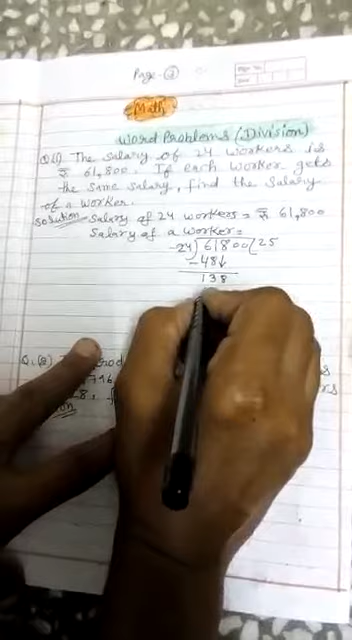 Page-②
Math
Word Problems (Division)
Q.(1) The salary of 24 workers is
₹ 61,800. If each worker gets
the same salary, find the salary
of a worker.
Solution - Salary of 24 workers = ₹ 61,800
Salary of a worker =
24) 61800 (25
-48↓
138
Q.(2)